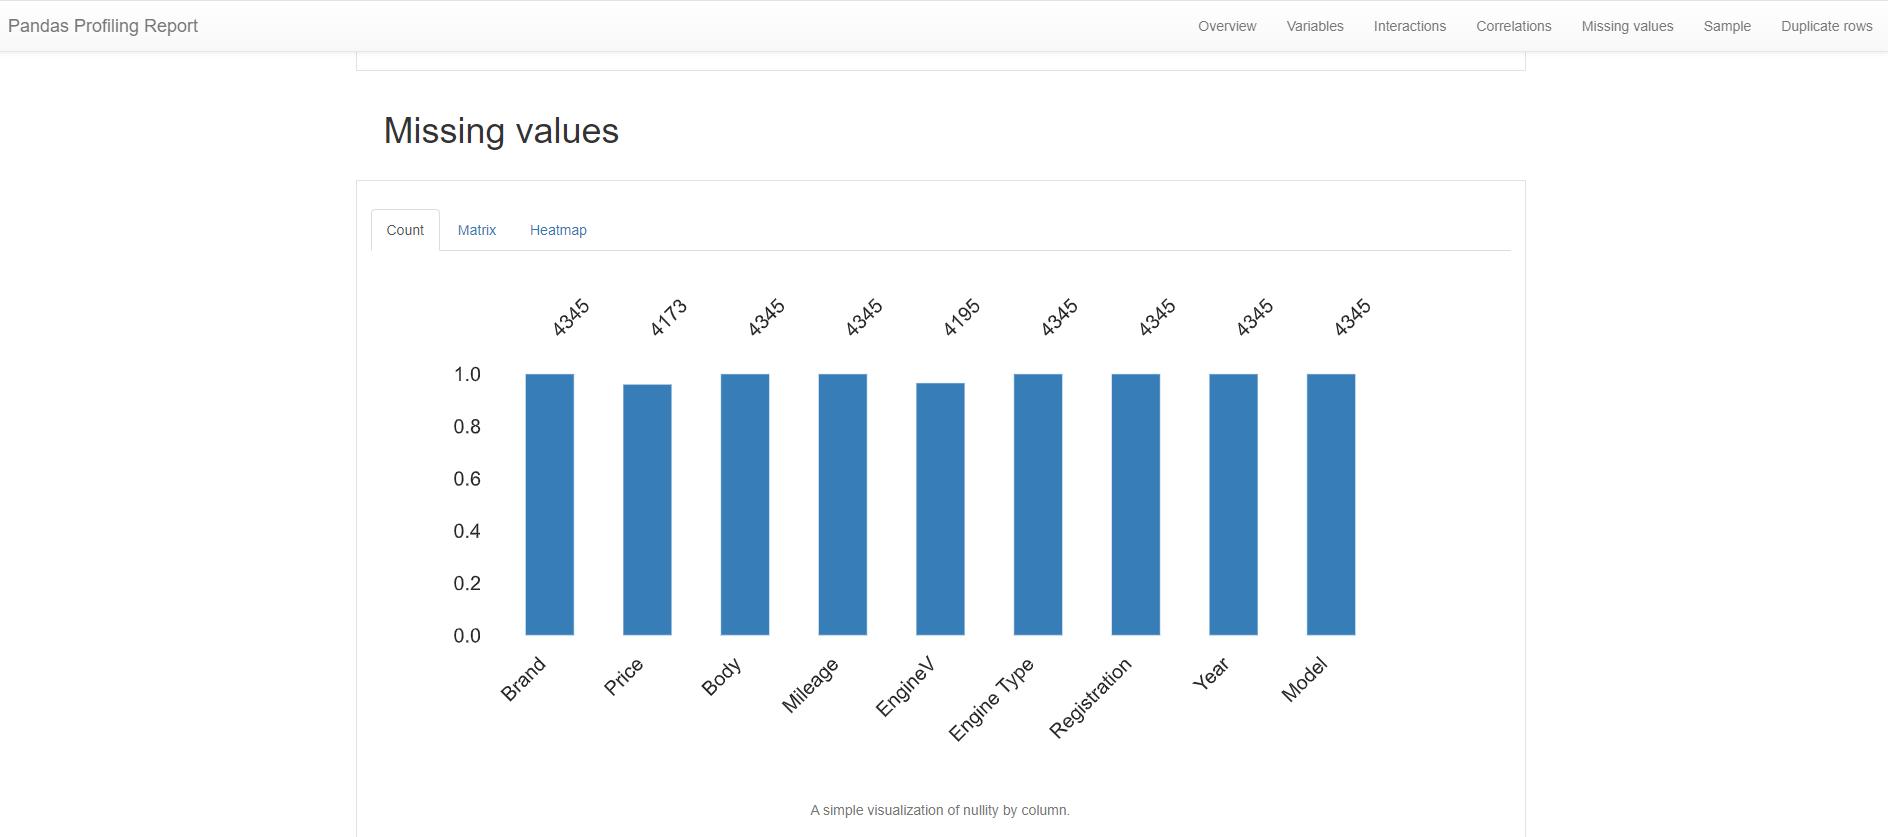 Pandas Profiling Report Overview Variables Interactions Correlations Missing values Sample Duplicate rows
Missing values
Count Matrix Heatmap
4345 4173 4345 4345 4195 4345 4345 4345 4345
1.0
0.8
0.6
0.4
0.2
0.0
Brand Price Body Mileage EngineV Engine Type Registration Year Model
A simple visualization of nullity by column.